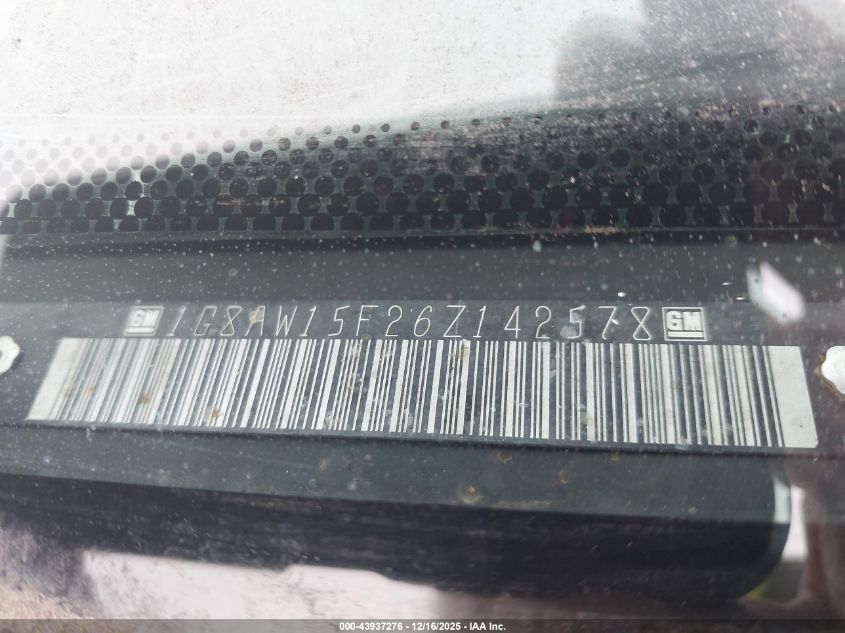 GM 1G8AW15F26Z142578 GM
000-43937276 - 12/16/2025 - IAA Inc.